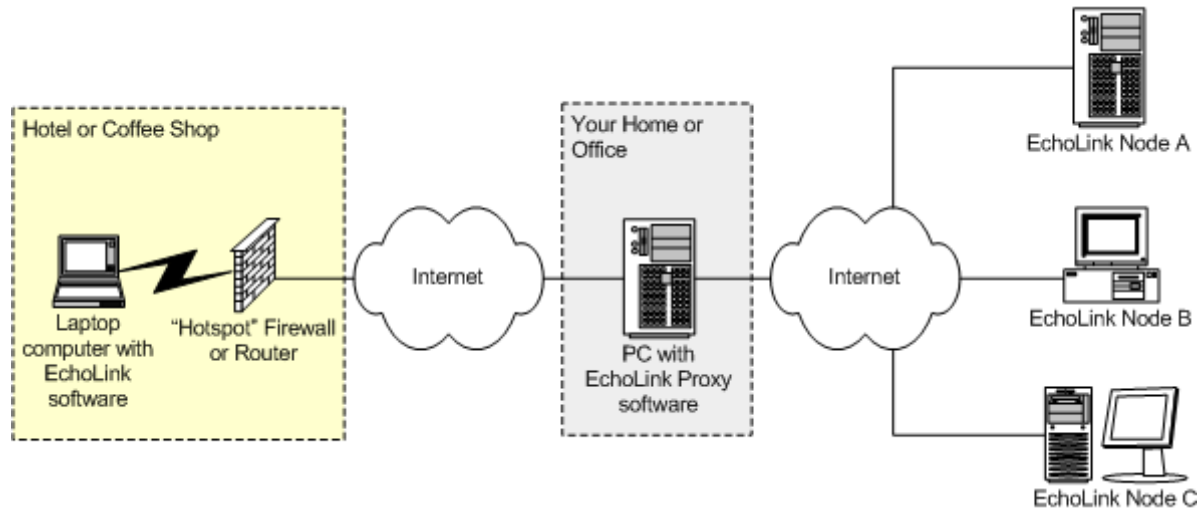 Hotel or Coffee Shop
Laptop
computer with
EchoLink
software
“Hotspot” Firewall
or Router
Internet
Your Home or
Office
PC with
EchoLink Proxy
software
Internet
EchoLink Node A
EchoLink Node B
EchoLink Node C